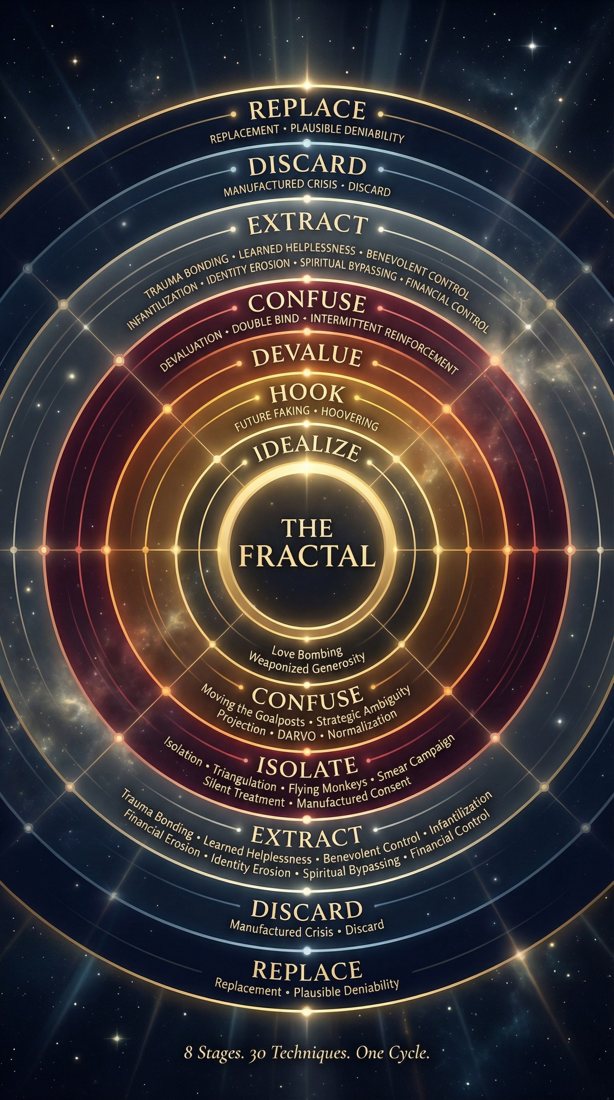 REPLACE
REPLACEMENT • PLAUSIBLE DENIABILITY
DISCARD
MANUFACTURED CRISIS • DISCARD
EXTRACT
TRAUMA BONDING • LEARNED HELPLESSNESS • BENEVOLENT CONTROL
INFANTILIZATION • IDENTITY EROSION • SPIRITUAL BYPASSING • FINANCIAL CONTROL
CONFUSE
DEVALUATION • DOUBLE BIND • INTERMITTENT REINFORCEMENT
DEVALUE
HOOK
FUTURE FAKING • HOOVERING
IDEALIZE
THE
FRACTAL
Love Bombing
Weaponized Generosity
CONFUSE
Moving the Goalposts • Strategic Ambiguity
Projection • DARVO • Normalization
ISOLATE
Isolation • Triangulation • Flying Monkeys • Smear Campaign
Silent Treatment • Manufactured Consent
EXTRACT
Trauma Bonding • Learned Helplessness • Benevolent Control • Infantilization
Financial Erosion • Identity Erosion • Spiritual Bypassing • Financial Control
DISCARD
Manufactured Crisis • Discard
REPLACE
Replacement • Plausible Deniability
8 Stages. 30 Techniques. One Cycle.